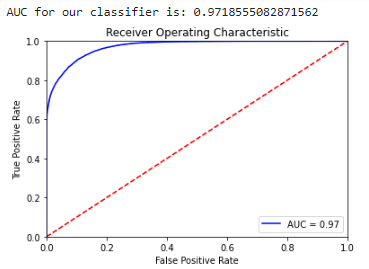 AUC for our classifier is: 0.9718555082871562
Receiver Operating Characteristic
True Positive Rate
1.0
0.8
0.6
0.4
0.2
0.0
AUC = 0.97
0.0 0.2 0.4 0.6 0.8 1.0
False Positive Rate